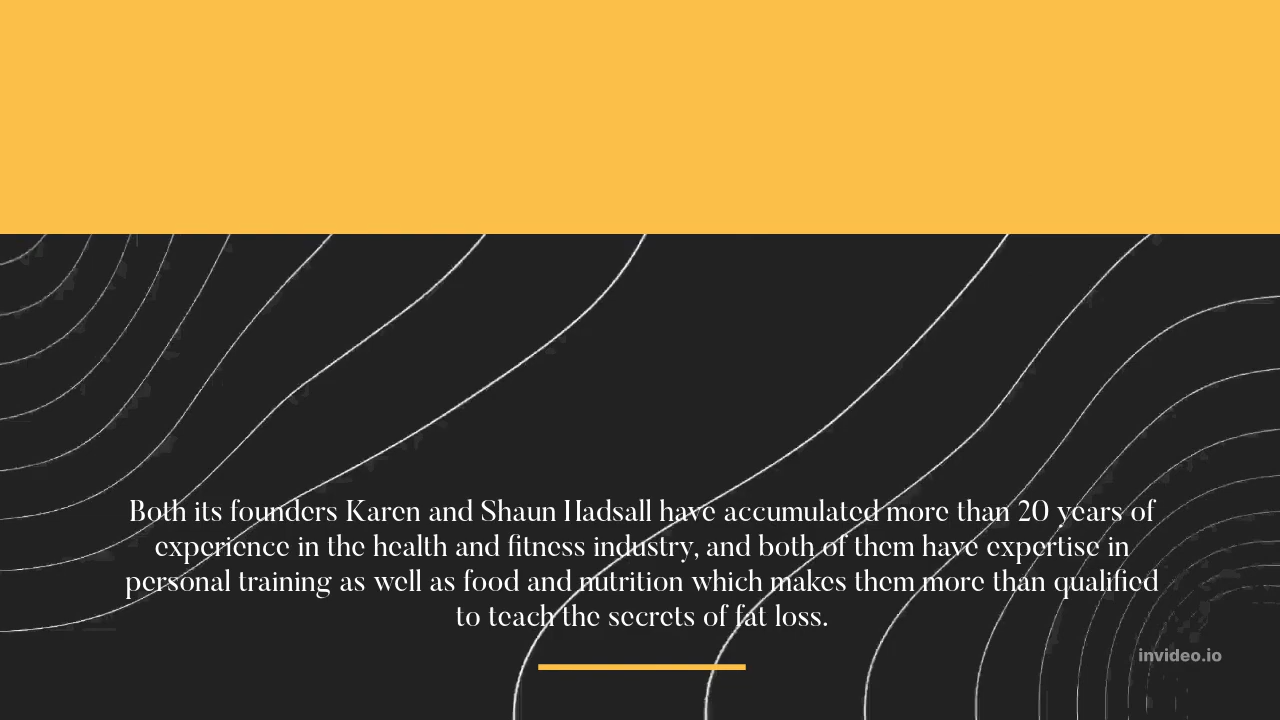 Both its founders Karen and Shaun Hadsall have accumulated more than 20 years of
experience in the health and fitness industry, and both of them have expertise in
personal training as well as food and nutrition which makes them more than qualified
to teach the secrets of fat loss.
invideo.io